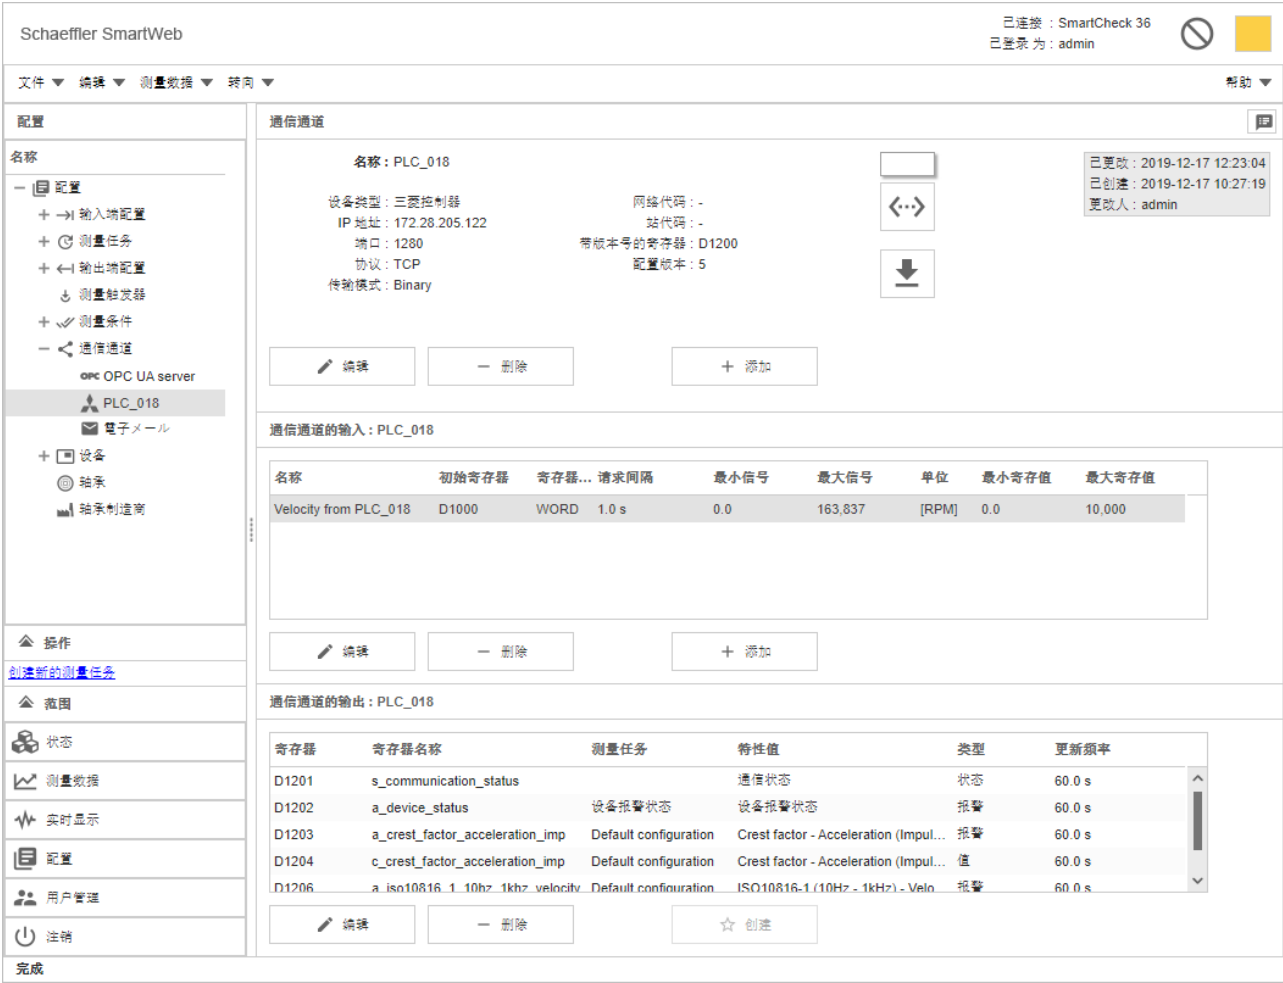 Schaeffler SmartWeb
已连接 : SmartCheck 36
已登录 为 : admin
文件 编辑 测量数据 转向 帮助
配置
名称
配置
输入端配置
测量任务
输出端配置
测量触发器
测量条件
通信通道
OPC OPC UA server
PLC_018
電子メール
设备
轴承
轴承制造商
操作
创建新的测量任务
范围
状态
测量数据
实时显示
配置
用户管理
注销
通信通道
名称 : PLC_018
设备类型 : 三菱控制器
IP 地址 : 172.28.205.122
端口 : 1280
协议 : TCP
传输模式 : Binary
网络代码 : -
站代码 : -
带版本号的寄存器 : D1200
配置版本 : 5
已更改 : 2019-12-17 12:23:04
已创建 : 2019-12-17 10:27:19
更改人 : admin
编辑 删除 添加
通信通道的输入 : PLC_018
名称 初始寄存器 寄存器... 请求间隔 最小信号 最大信号 单位 最小寄存值 最大寄存值
Velocity from PLC_018 D1000 WORD 1.0 s 0.0 163,837 [RPM] 0.0 10,000
编辑 删除 添加
通信通道的输出 : PLC_018
寄存器 寄存器名称 测量任务 特性值 类型 更新频率
D1201 s_communication_status 通信状态 状态 60.0 s
D1202 a_device_status 设备报警状态 设备报警状态 报警 60.0 s
D1203 a_crest_factor_acceleration_imp Default configuration Crest factor - Acceleration (Impul... 报警 60.0 s
D1204 c_crest_factor_acceleration_imp Default configuration Crest factor - Acceleration (Impul... 值 60.0 s
D1206 a_iso10816_1_10hz_1khz_velocity Default configuration ISO10816-1 (10Hz - 1kHz) - Velo... 报警 60.0 s
编辑 删除 创建
完成